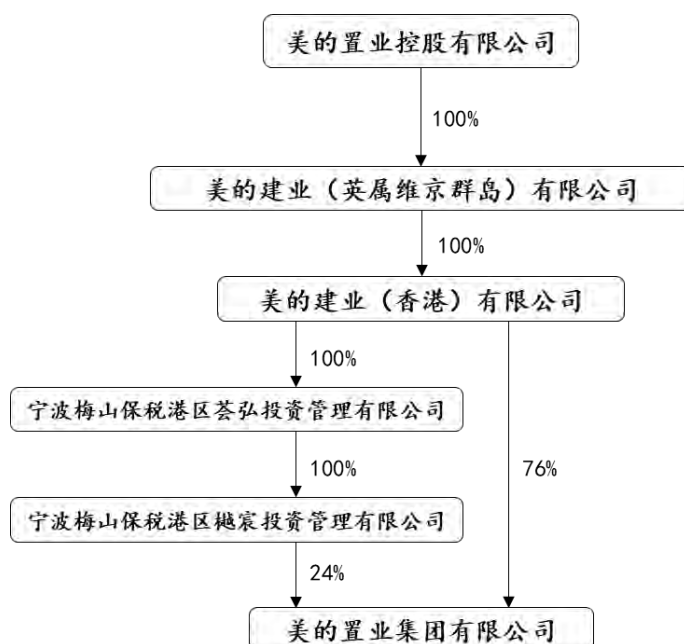 美的置业控股有限公司
100%
美的建业（英属维京群岛）有限公司
100%
美的建业（香港）有限公司
100%
宁波梅山保税港区荟弘投资管理有限公司
100%
76%
宁波梅山保税港区樾宸投资管理有限公司
24%
美的置业集团有限公司